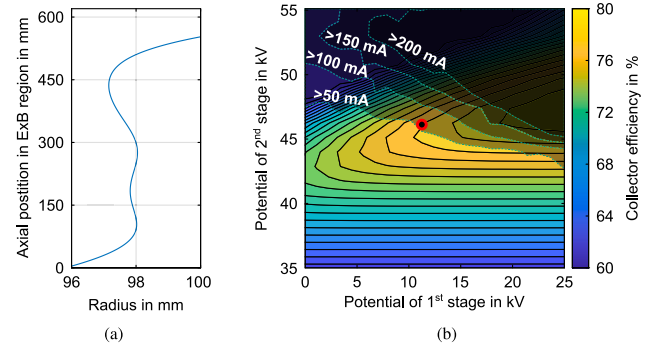 (a)
600
450
300
150
0
Axial postition in ExB region in mm
96
98
100
Radius in mm
(a)
(b)
55
50
45
40
35
Potential of 2nd stage in kV
>150 mA
>200 mA
>100 mA
>50 mA
0
5
10
15
20
25
Potential of 1st stage in kV
80
76
72
68
64
60
Collector efficiency in %
(b)